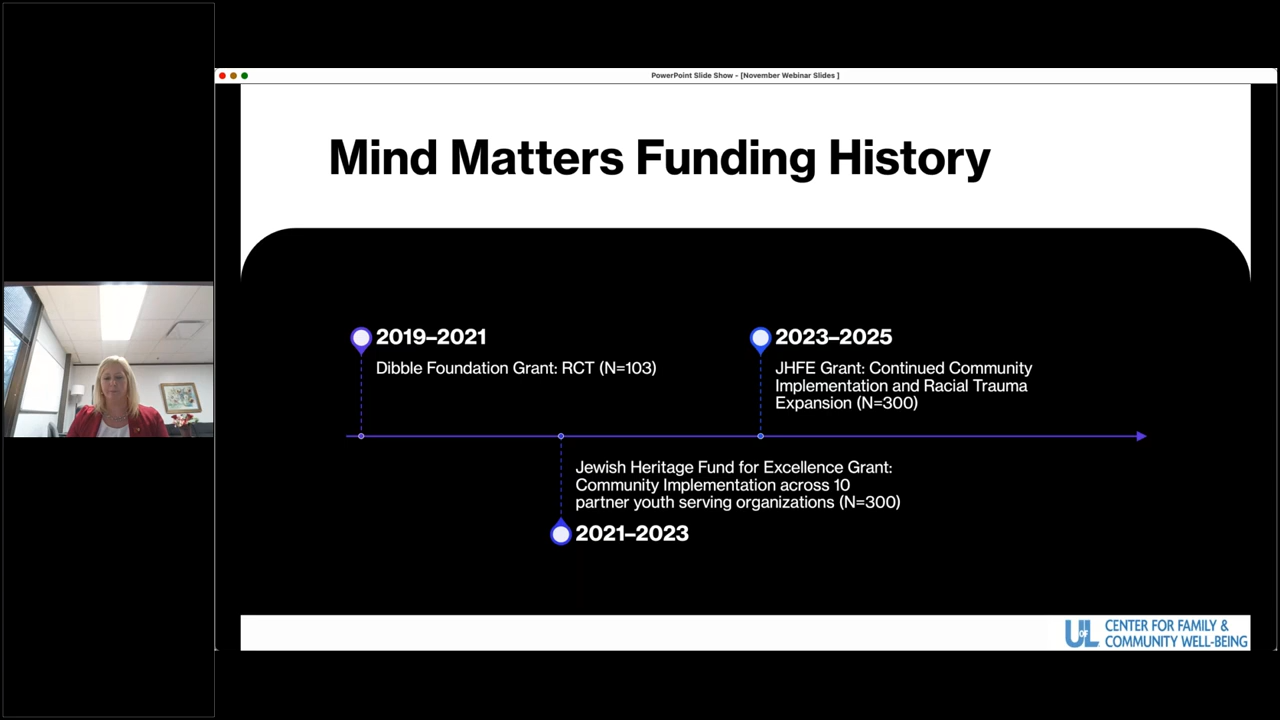 PowerPoint Slide Show - [November Webinar Slides ]
Mind Matters Funding History
2019–2021
Dibble Foundation Grant: RCT (N=103)
2023–2025
JHFE Grant: Continued Community
Implementation and Racial Trauma
Expansion (N=300)
Jewish Heritage Fund for Excellence Grant:
Community Implementation across 10
partner youth serving organizations (N=300)
2021–2023
UofL
CENTER FOR FAMILY &
COMMUNITY WELL-BEING